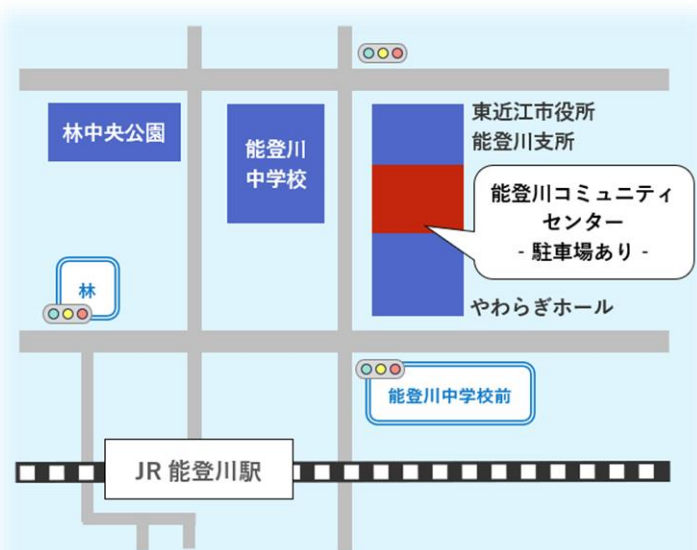 林中央公園
能登川
中学校
東近江市役所
能登川支所
能登川コミュニティ
センター
- 駐車場あり -
林
やわらぎホール
能登川中学校前
JR 能登川駅